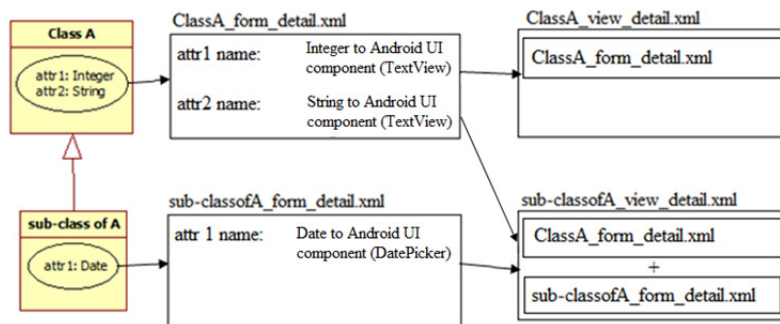 Class A
attr1: Integer
attr2: String
ClassA_form_detail.xml
attr1 name:
Integer to Android UI
component (TextView)
attr2 name:
String to Android UI
component (TextView)
ClassA_view_detail.xml
ClassA_form_detail.xml
sub-class of A
attr1: Date
sub-classofA_form_detail.xml
attr 1 name:
Date to Android UI
component (DatePicker)
sub-classofA_view_detail.xml
ClassA_form_detail.xml
+
sub-classofA_form_detail.xml